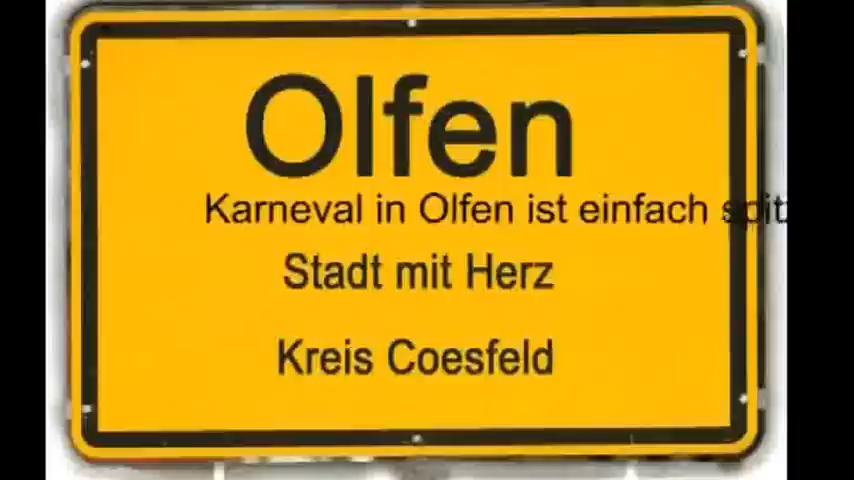 Olfen
Karneval in Olfen ist einfach
Stadt mit Herz
Kreis Coesfeld